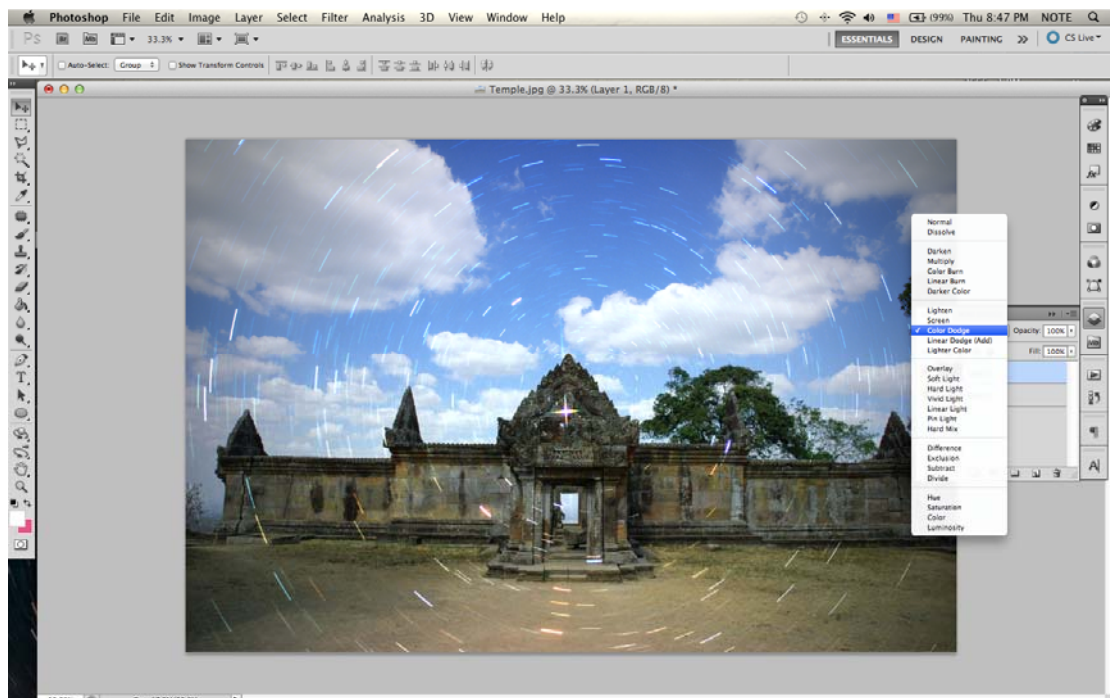 Photoshop File Edit Image Layer Select Filter Analysis 3D View Window Help (99%) Thu 8:47 PM NOTE
PS Br Mb 33.3% ESSENTIALS DESIGN PAINTING CS Live
Auto-Select: Group Show Transform Controls
Temple.jpg @ 33.3% (Layer 1, RGB/8) *
Normal
Dissolve
Darken
Multiply
Color Burn
Linear Burn
Darker Color
Lighten
Screen
Color Dodge
Opacity: 100%
Linear Dodge (Add)
Lighter Color
Fill: 100%
Overlay
Soft Light
Hard Light
Vivid Light
Linear Light
Pin Light
Hard Mix
Difference
Exclusion
Subtract
Divide
Hue
Saturation
Color
Luminosity